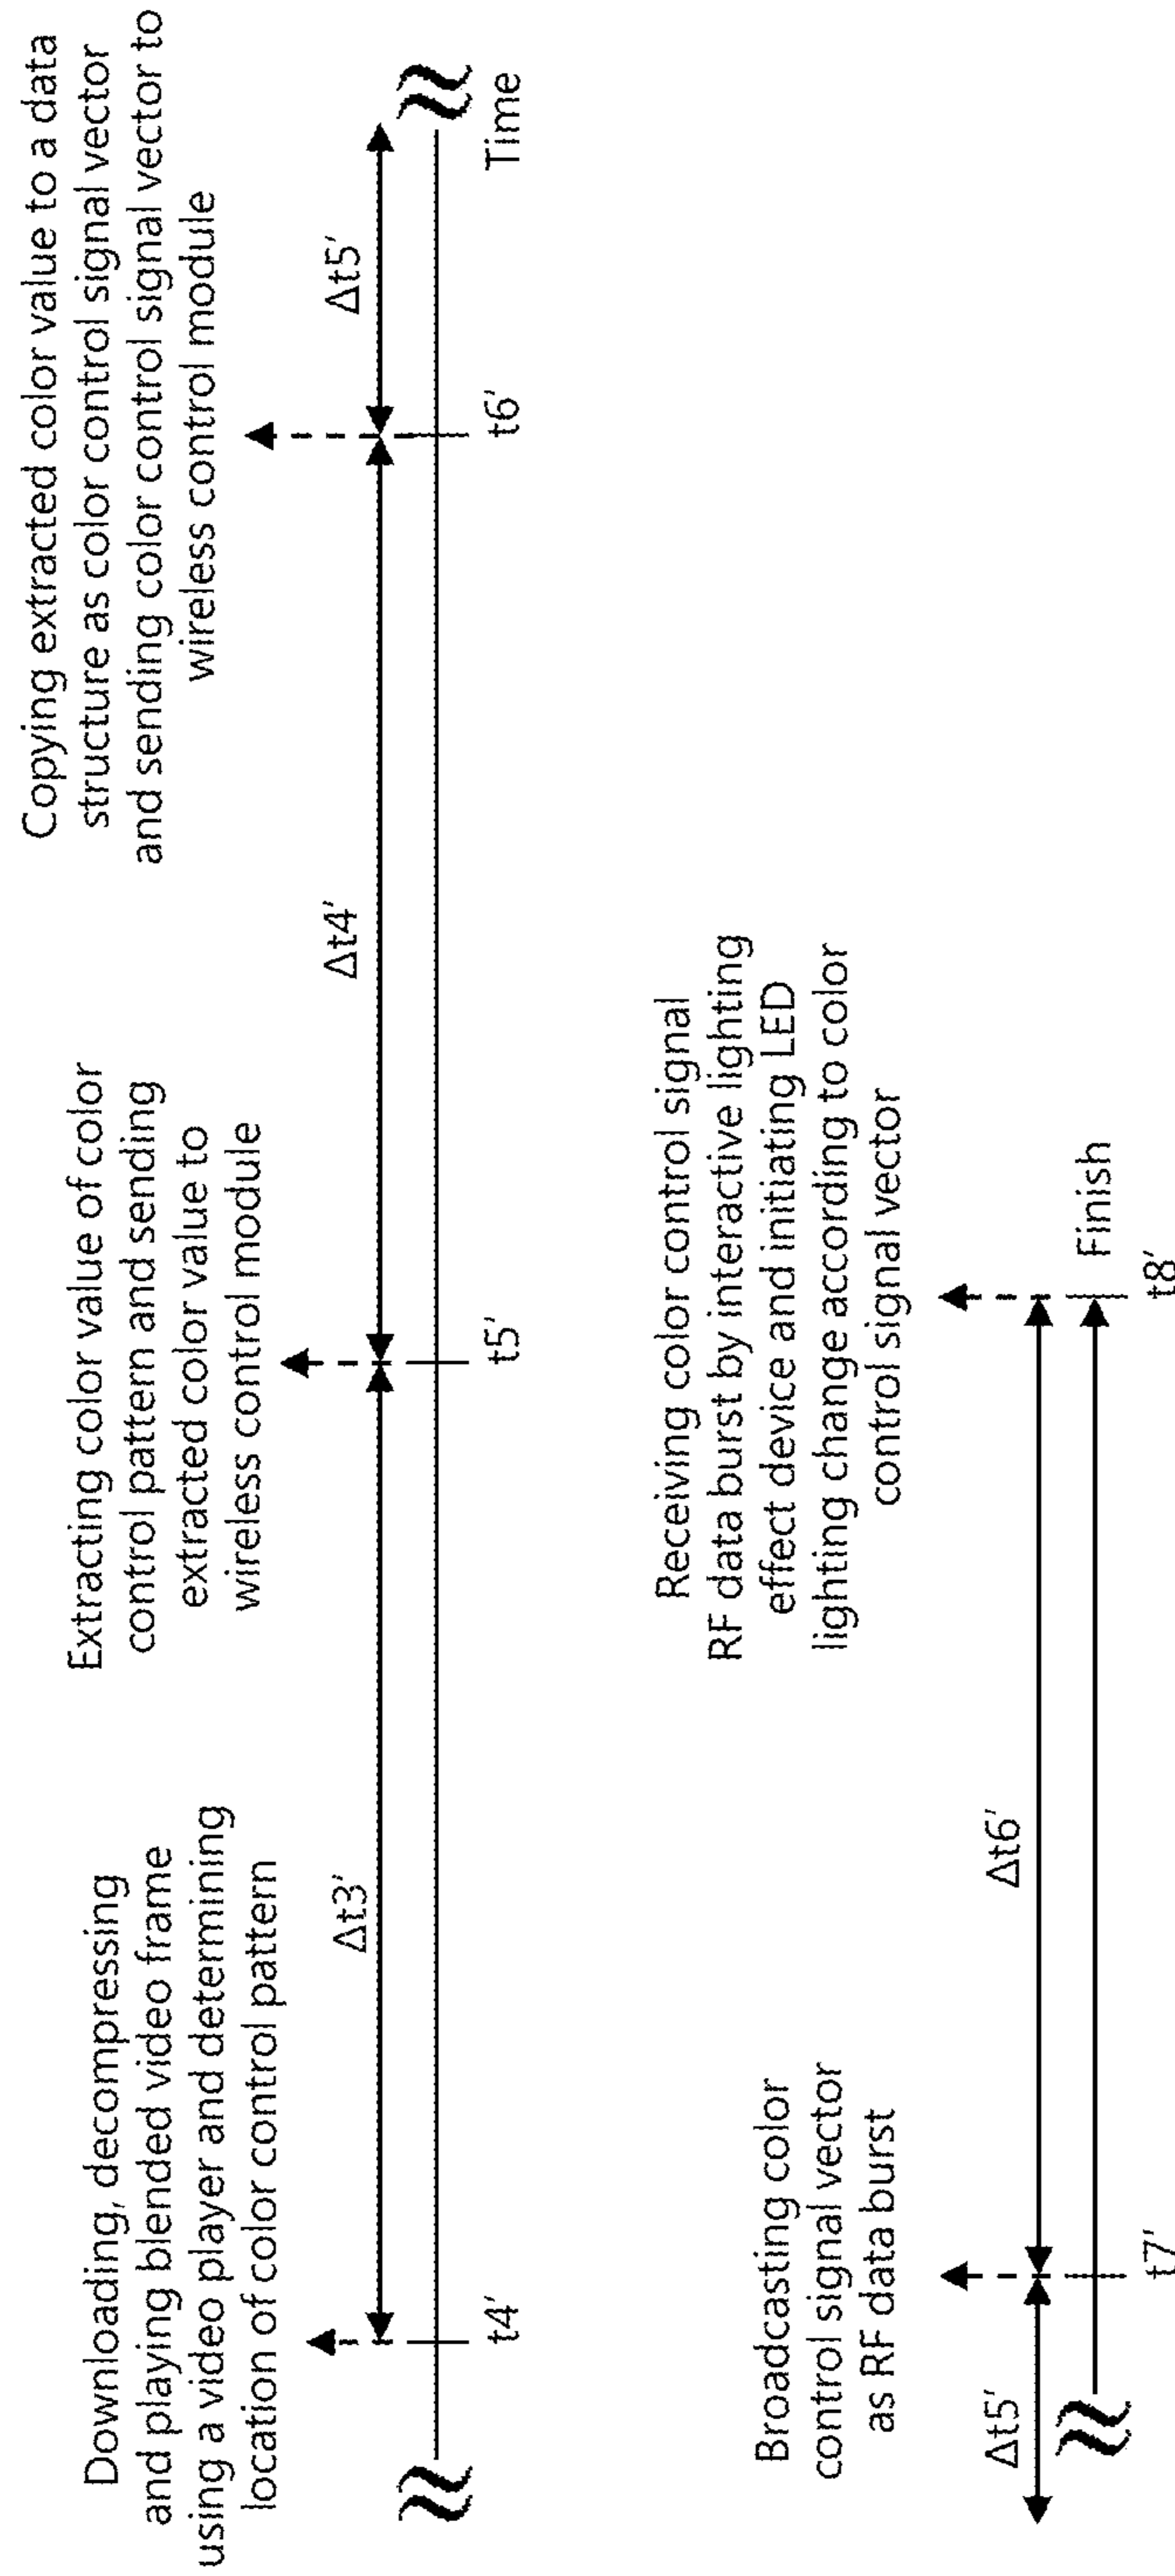 Downloading, decompressing
and playing blended video frame
using a video player and determining
location of color control pattern
Extracting color value of color
control pattern and sending
extracted color value to
wireless control module
Copying extracted color value to a data
structure as color control signal vector
and sending color control signal vector to
wireless control module
Δt3′
Δt4′
Δt5′
t4′
t5′
t6′
Time
Broadcasting color
control signal vector
as RF data burst
Receiving color control signal
RF data burst by interactive lighting
effect device and initiating LED
lighting change according to color
control signal vector
Δt5′
Δt6′
Finish
t7′
t8′